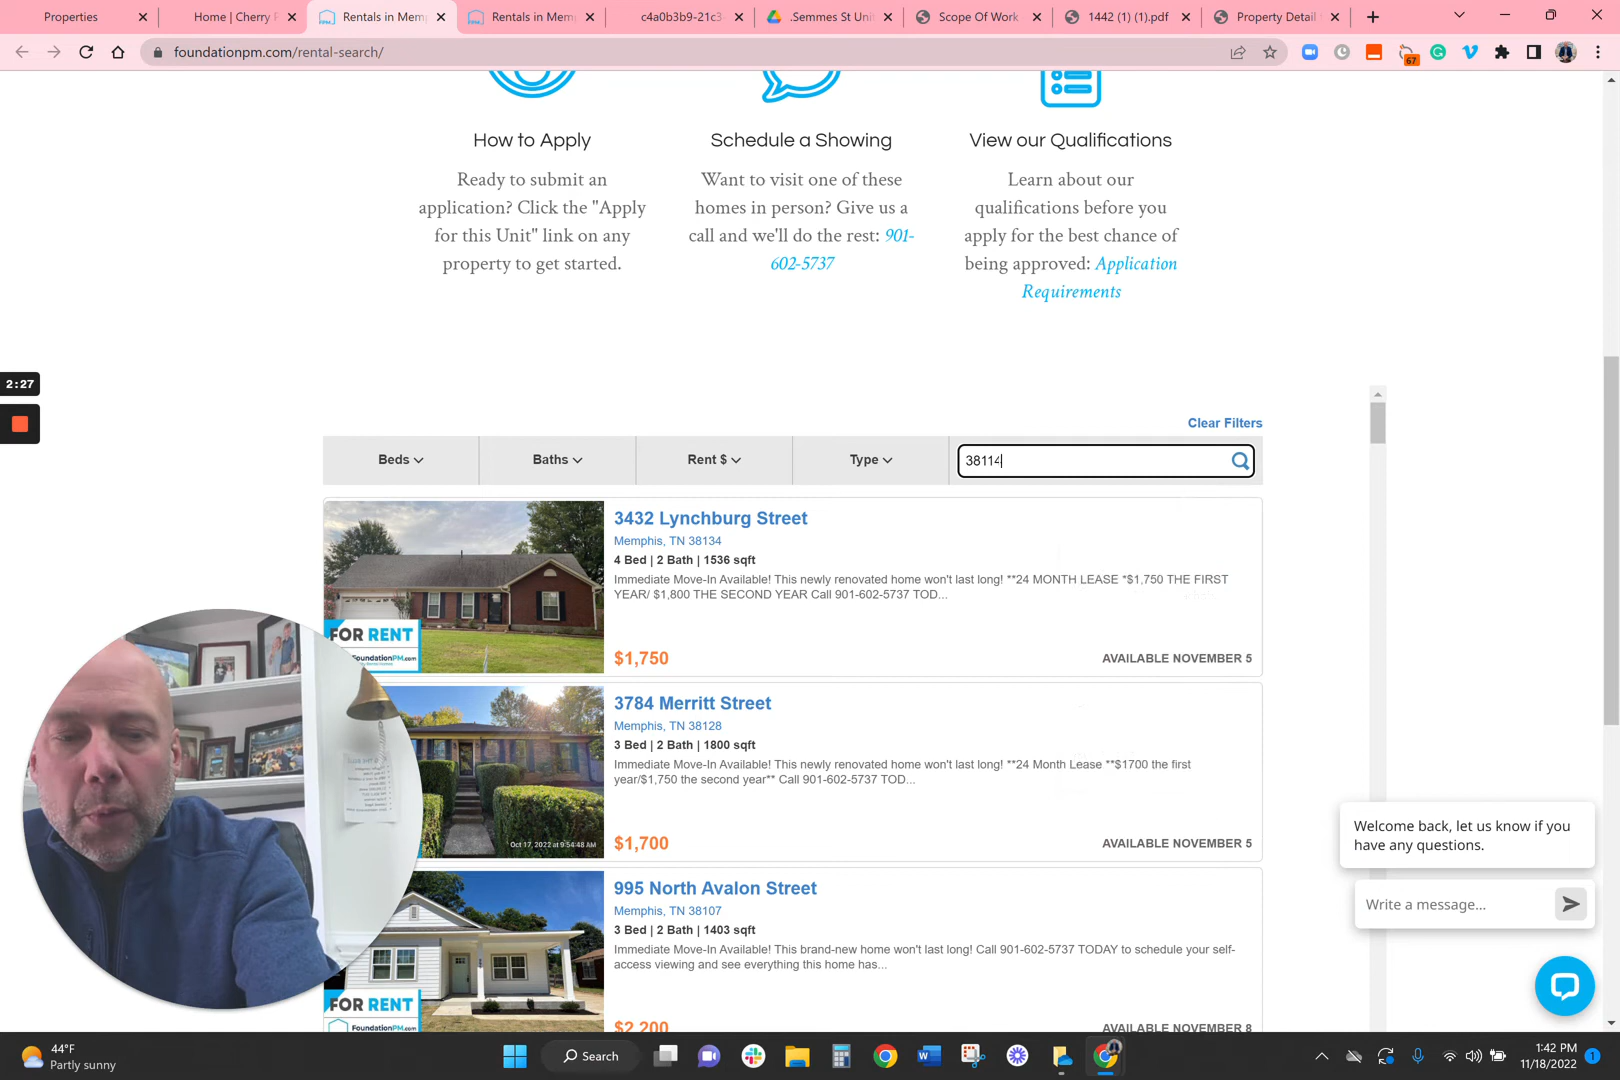 Properties
Home | Cherry P
Rentals in Mem
Rentals in Mem
c4a0b3b9-21c3-
.Semmes St Uni
Scope Of Work
1442 (1) (1).pdf
Property Detail
foundationpm.com/rental-search/
67
How to Apply
Ready to submit an
application? Click the "Apply
for this Unit" link on any
property to get started.
Schedule a Showing
Want to visit one of these
homes in person? Give us a
call and we'll do the rest: 901-
602-5737
View our Qualifications
Learn about our
qualifications before you
apply for the best chance of
being approved: Application
Requirements
2:27
Clear Filters
Beds
Baths
Rent $
Type
38114
3432 Lynchburg Street
Memphis, TN 38134
4 Bed | 2 Bath | 1536 sqft
Immediate Move-In Available! This newly renovated home won't last long! **24 MONTH LEASE *$1,750 THE FIRST
YEAR/ $1,800 THE SECOND YEAR Call 901-602-5737 TOD...
FOR RENT
FoundationPM.com
$1,750
AVAILABLE NOVEMBER 5
3784 Merritt Street
Memphis, TN 38128
3 Bed | 2 Bath | 1800 sqft
Immediate Move-In Available! This newly renovated home won't last long! **24 Month Lease **$1700 the first
year/$1,750 the second year** Call 901-602-5737 TOD...
Oct 17, 2022 at 9:54:48 AM
$1,700
AVAILABLE NOVEMBER 5
995 North Avalon Street
Memphis, TN 38107
3 Bed | 2 Bath | 1403 sqft
Immediate Move-In Available! This brand-new home won't last long! Call 901-602-5737 TODAY to schedule your self-
access viewing and see everything this home has...
FOR RENT
FoundationPM.com
$2,200
AVAILABLE NOVEMBER 8
Welcome back, let us know if you
have any questions.
Write a message...
44°F
Partly sunny
Search
1:42 PM
11/18/2022
1